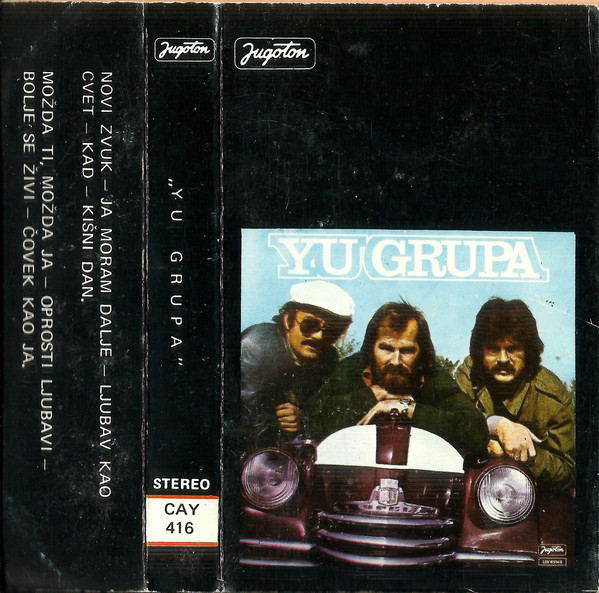 NOVI ZVUK – JA MORAM DALJE – LJUBAV KAO
CVET – KAD – KIŠNI DAN.
MOŽDA TI, MOŽDA JA – OPROSTI LJUBAVI –
BOLJE SE ŽIVI – ČOVEK KAO JA.
Jugoton
„YU GRUPA”
STEREO
CAY
416
Jugoton
YU GRUPA
Jugoton